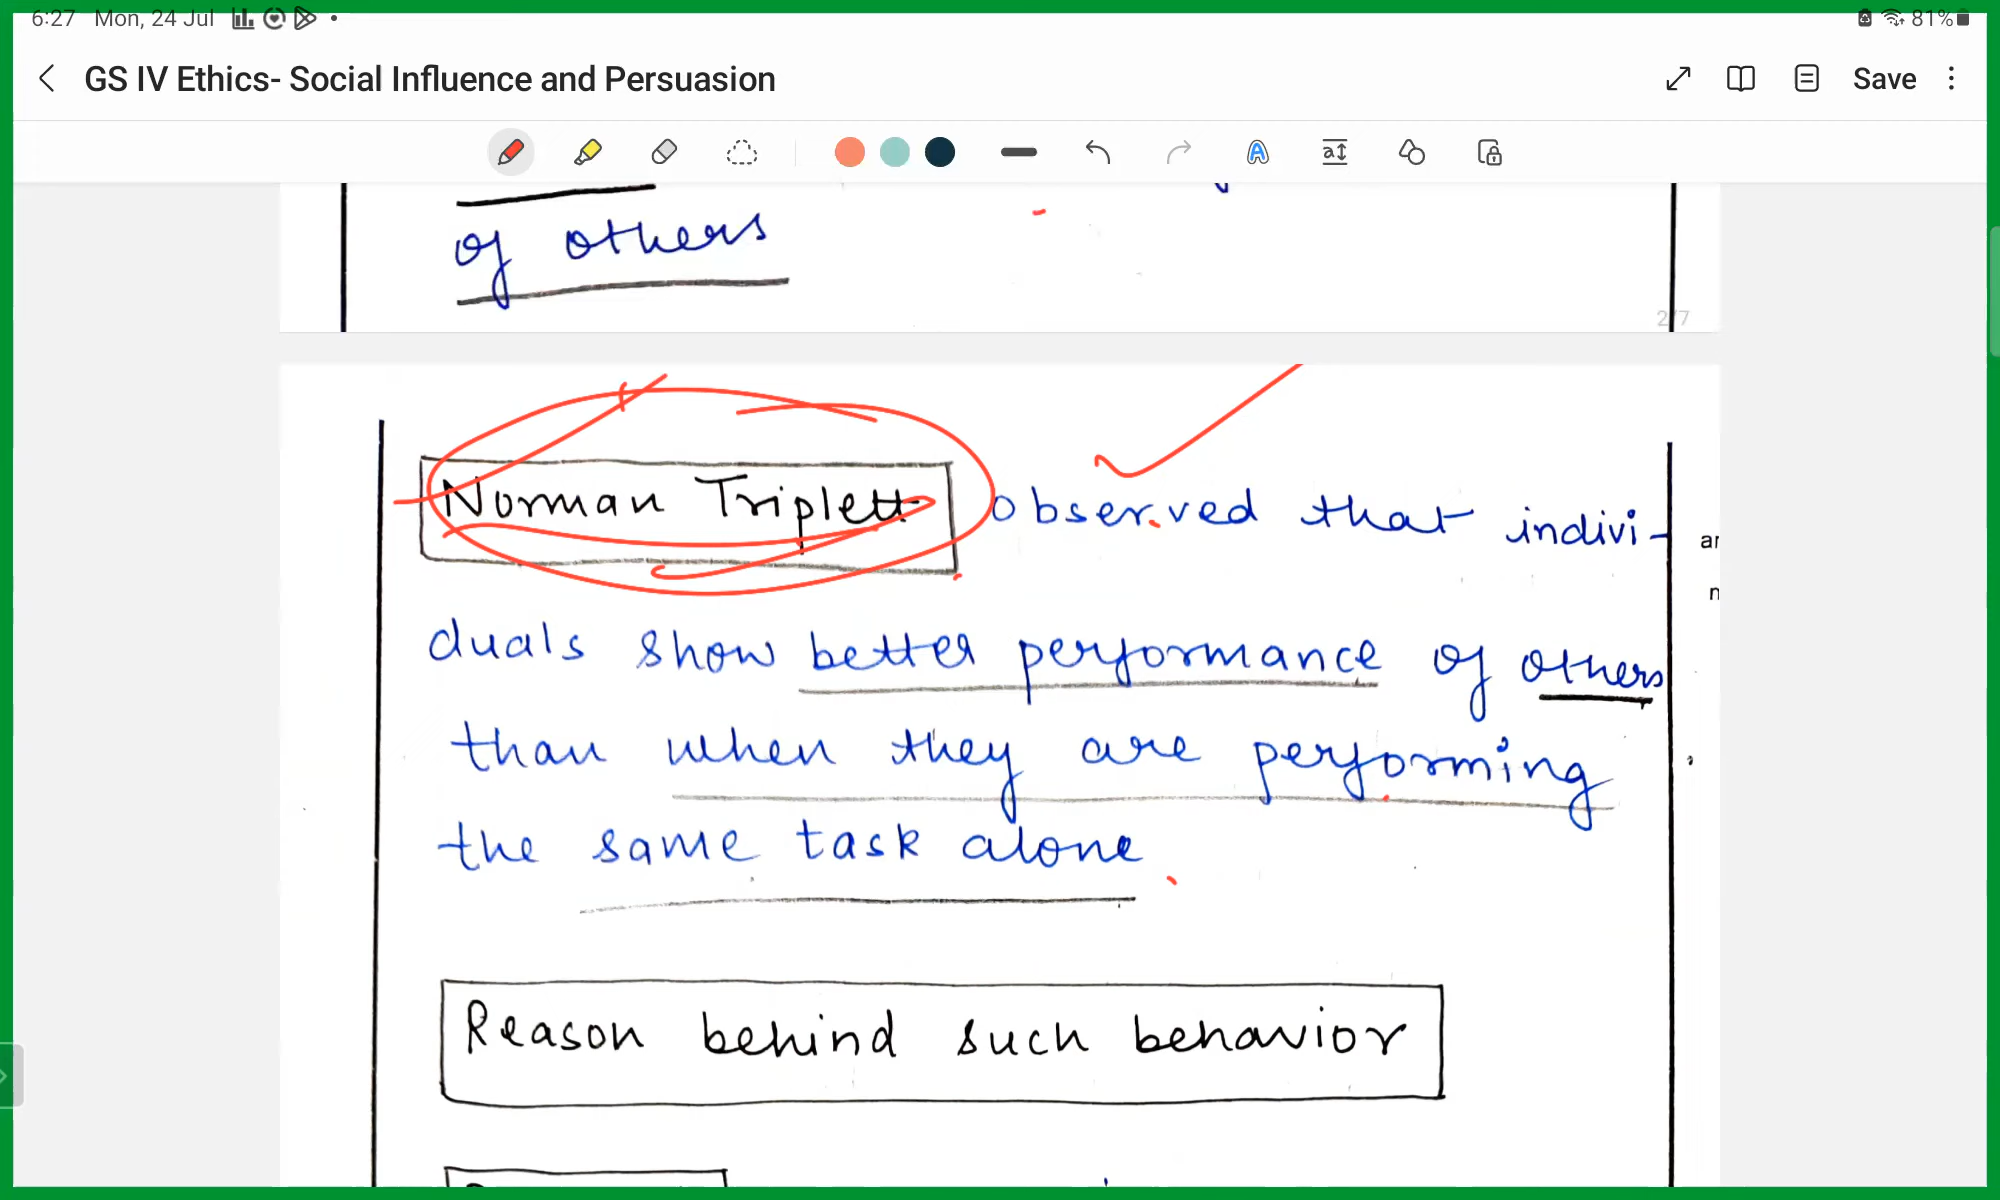 6:27 Mon, 24 Jul 81%
GS IV Ethics- Social Influence and Persuasion Save
of others
2/7
Norman Triplett observed that indivi-
duals show better performance of others
than when they are performing
the same task alone.
Reason behind such behavior